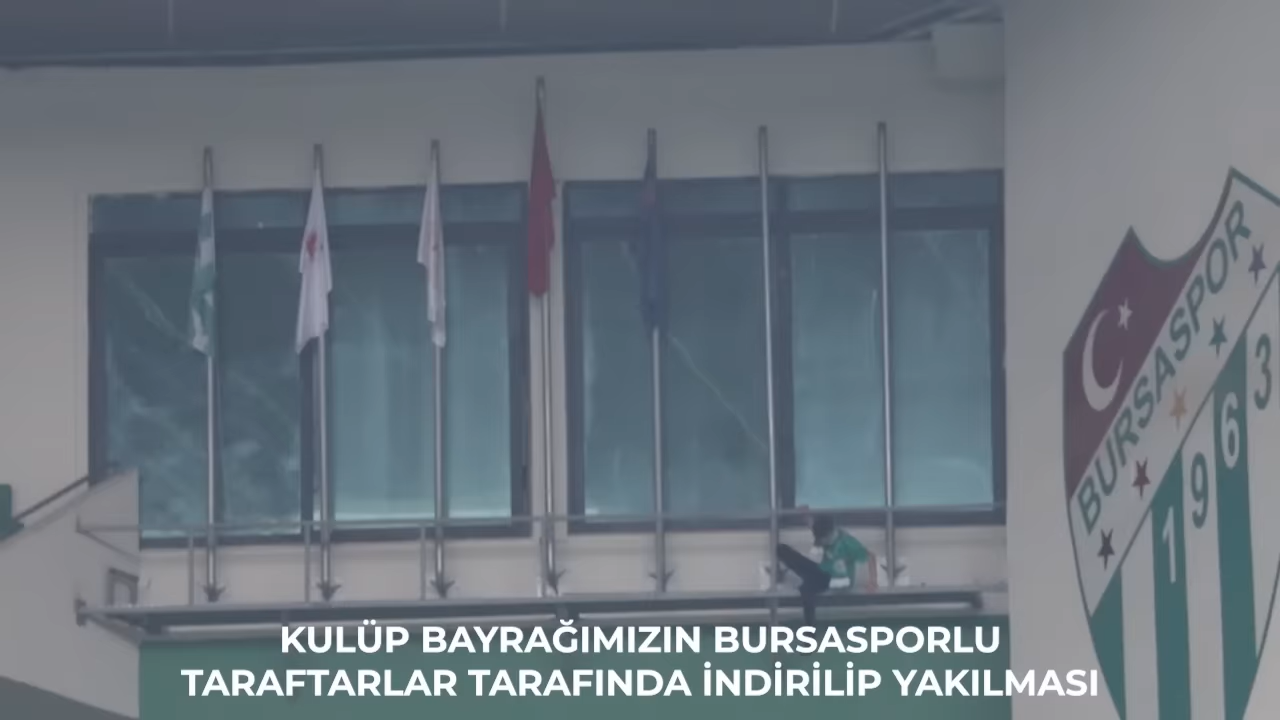 BURSASPOR
1963
KULÜP BAYRAĞIMIZIN BURSASPORLU
TARAFTARLAR TARAFINDA İNDİRİLİP YAKILMASI